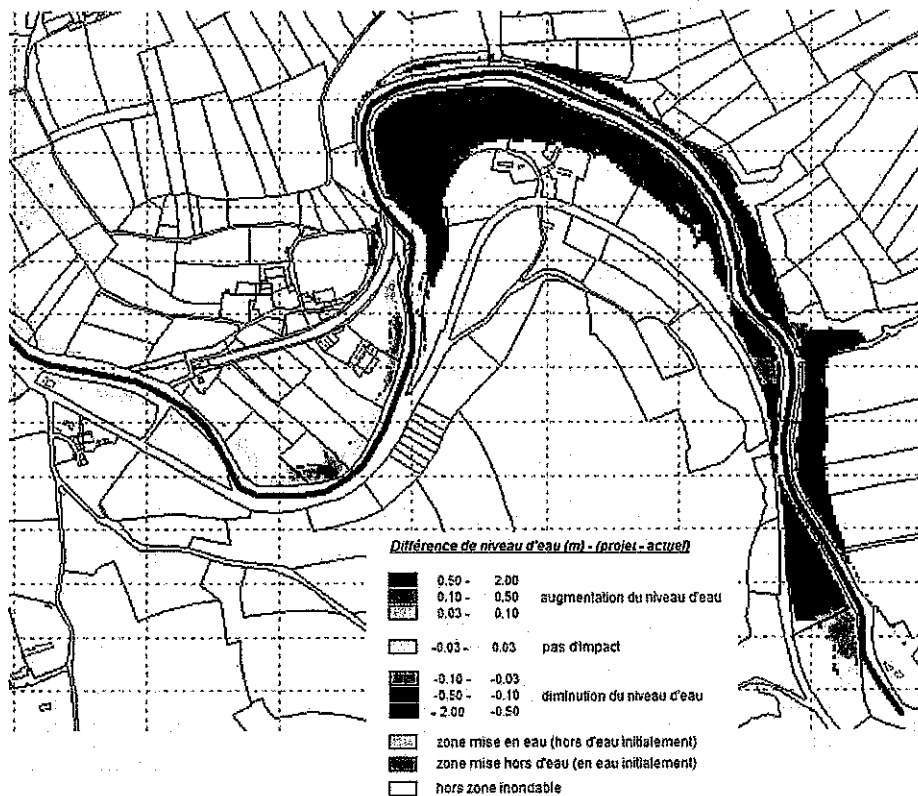 Différence de niveau d'eau (m) - (projet - actuel)
0.50 - 2.00
0.10 - 0.50 augmentation du niveau d'eau
0.03 - 0.10
-0.03 - 0.03 pas d'impact
-0.10 - -0.03
-0.50 - -0.10 diminution du niveau d'eau
- 2.00 -0.50
zone mise en eau (hors d'eau initialement)
zone mise hors d'eau (en eau initialement)
hors zone inondable